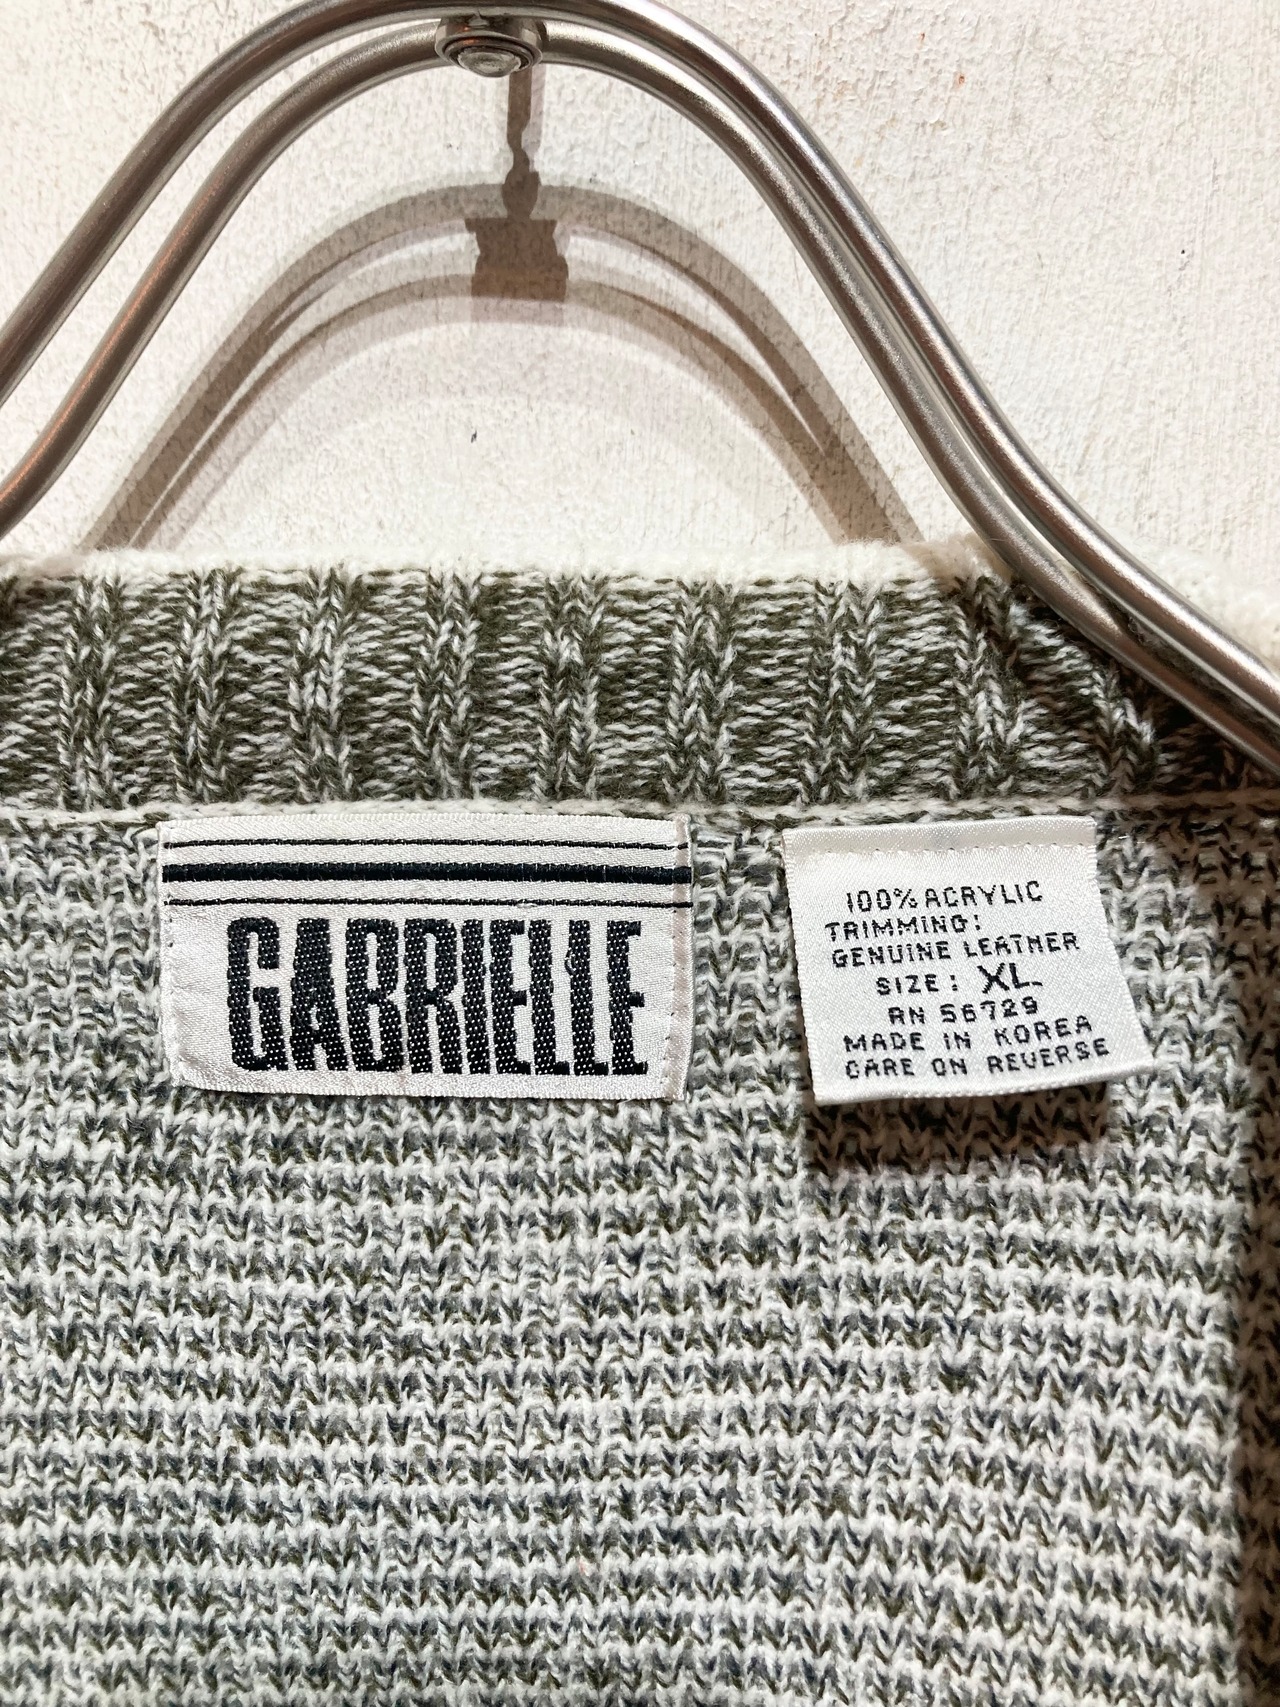 GABRIELLE
100% ACRYLIC
TRIMMING:
GENUINE LEATHER
SIZE: XL
RN 56729
MADE IN KOREA
CARE ON REVERSE